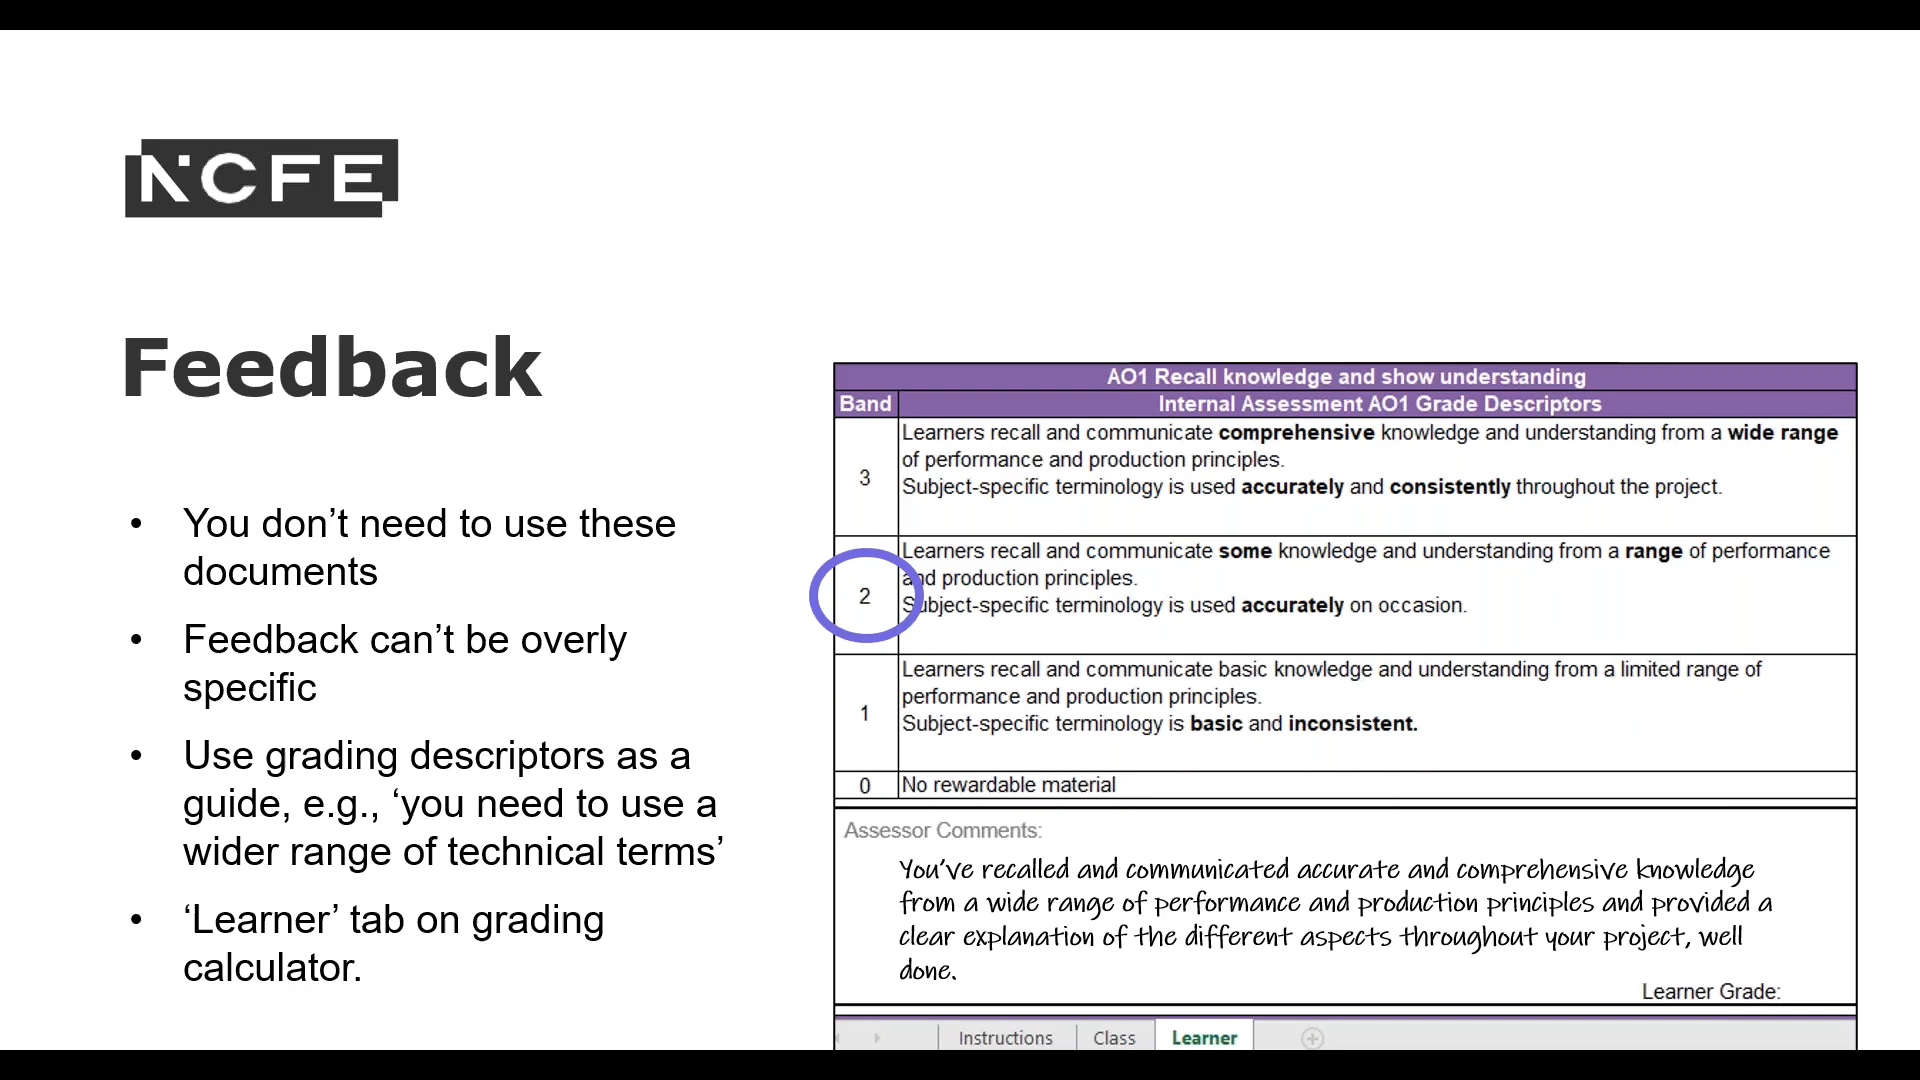 NCFE
Feedback
• You don’t need to use these
documents
• Feedback can’t be overly
specific
• Use grading descriptors as a
guide, e.g., ‘you need to use a
wider range of technical terms’
• ‘Learner’ tab on grading
calculator.
AO1 Recall knowledge and show understanding
Band Internal Assessment AO1 Grade Descriptors
3
Learners recall and communicate comprehensive knowledge and understanding from a wide range
of performance and production principles.
Subject-specific terminology is used accurately and consistently throughout the project.
2
Learners recall and communicate some knowledge and understanding from a range of performance
and production principles.
Subject-specific terminology is used accurately on occasion.
1
Learners recall and communicate basic knowledge and understanding from a limited range of
performance and production principles.
Subject-specific terminology is basic and inconsistent.
0 No rewardable material
Assessor Comments:
You’ve recalled and communicated accurate and comprehensive knowledge
from a wide range of performance and production principles and provided a
clear explanation of the different aspects throughout your project, well
done.
Learner Grade:
Instructions Class Learner